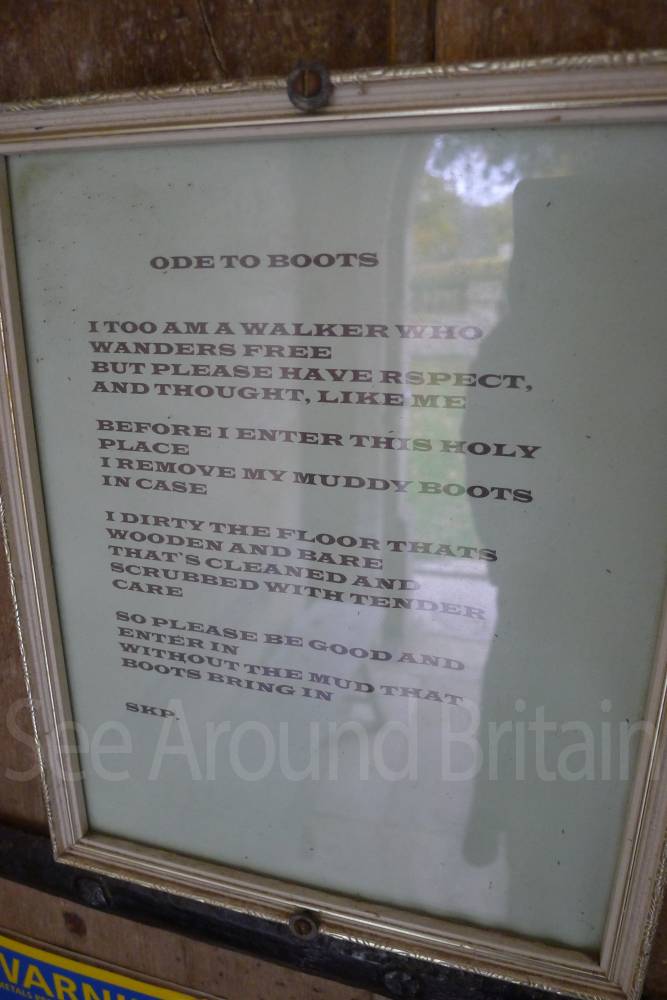 ODE TO BOOTS
I TOO AM A WALKER WHO
WANDERS FREE
BUT PLEASE HAVE RSPECT,
AND THOUGHT, LIKE ME
BEFORE I ENTER THIS HOLY
PLACE
I REMOVE MY MUDDY BOOTS
IN CASE
I DIRTY THE FLOOR THATS
WOODEN AND BARE
THAT`S CLEANED AND
SCRUBBED WITH TENDER
CARE
SO PLEASE BE GOOD AND
ENTER IN
WITHOUT THE MUD THAT
BOOTS BRING IN
SKP.
See Around Britain